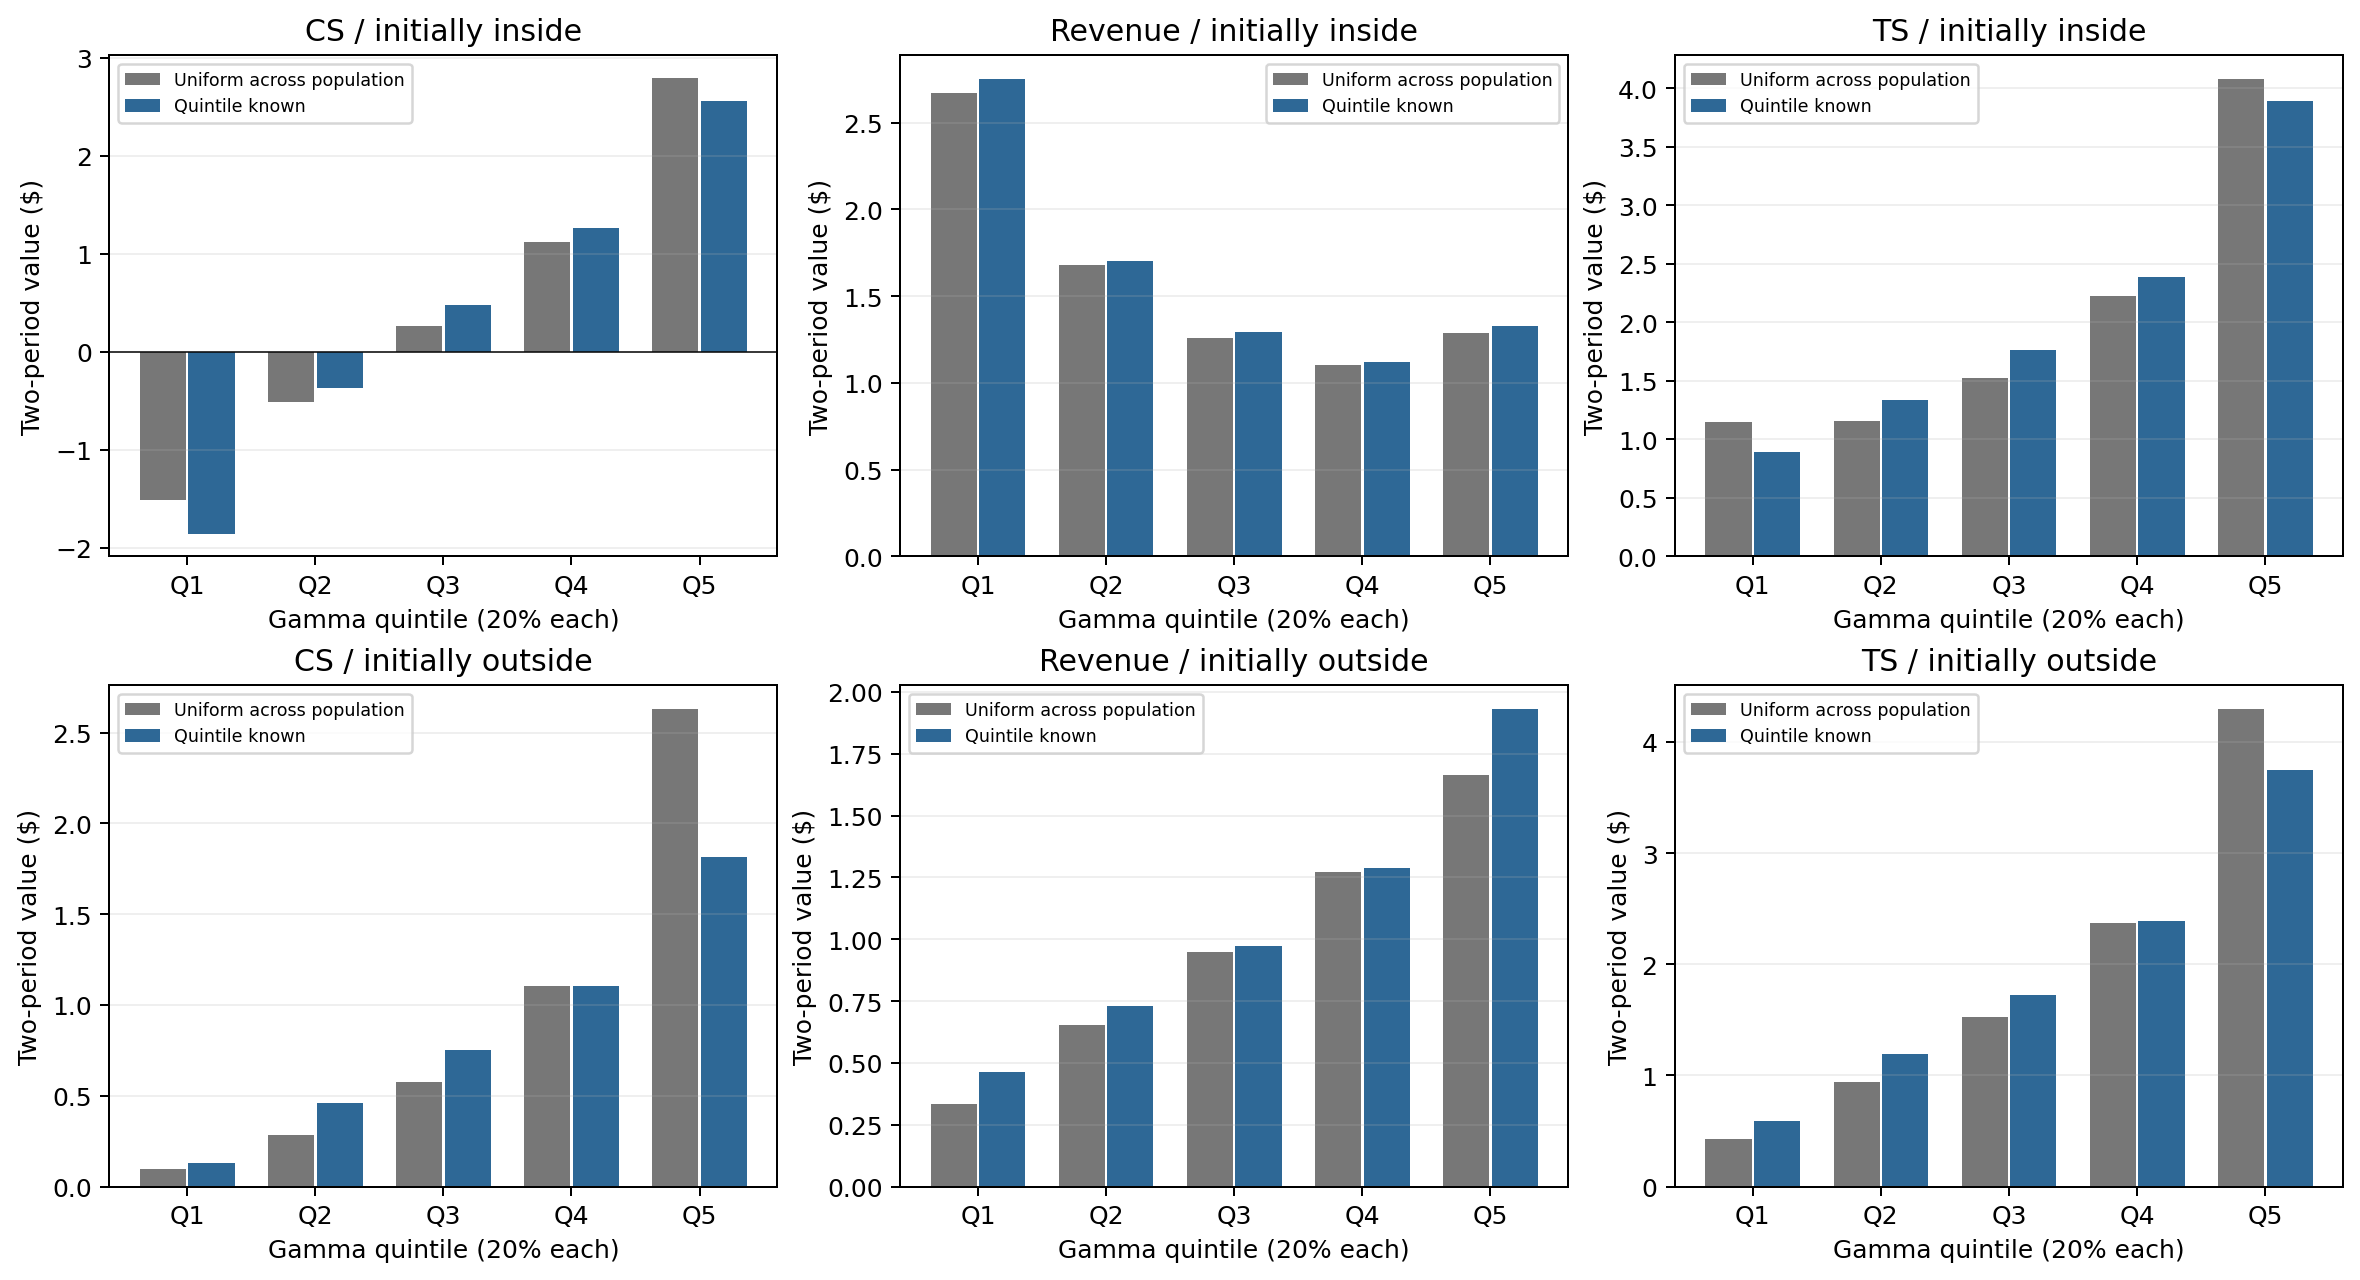 CS / initially inside
Two-period value ($)
3
2
1
0
−1
−2
Uniform across population
Quintile known
Q1 Q2 Q3 Q4 Q5
Gamma quintile (20% each)
Revenue / initially inside
Two-period value ($)
2.5
2.0
1.5
1.0
0.5
0.0
Uniform across population
Quintile known
Q1 Q2 Q3 Q4 Q5
Gamma quintile (20% each)
TS / initially inside
Two-period value ($)
4.0
3.5
3.0
2.5
2.0
1.5
1.0
0.5
0.0
Uniform across population
Quintile known
Q1 Q2 Q3 Q4 Q5
Gamma quintile (20% each)
CS / initially outside
Two-period value ($)
2.5
2.0
1.5
1.0
0.5
0.0
Uniform across population
Quintile known
Q1 Q2 Q3 Q4 Q5
Gamma quintile (20% each)
Revenue / initially outside
Two-period value ($)
2.00
1.75
1.50
1.25
1.00
0.75
0.50
0.25
0.00
Uniform across population
Quintile known
Q1 Q2 Q3 Q4 Q5
Gamma quintile (20% each)
TS / initially outside
Two-period value ($)
4
3
2
1
0
Uniform across population
Quintile known
Q1 Q2 Q3 Q4 Q5
Gamma quintile (20% each)